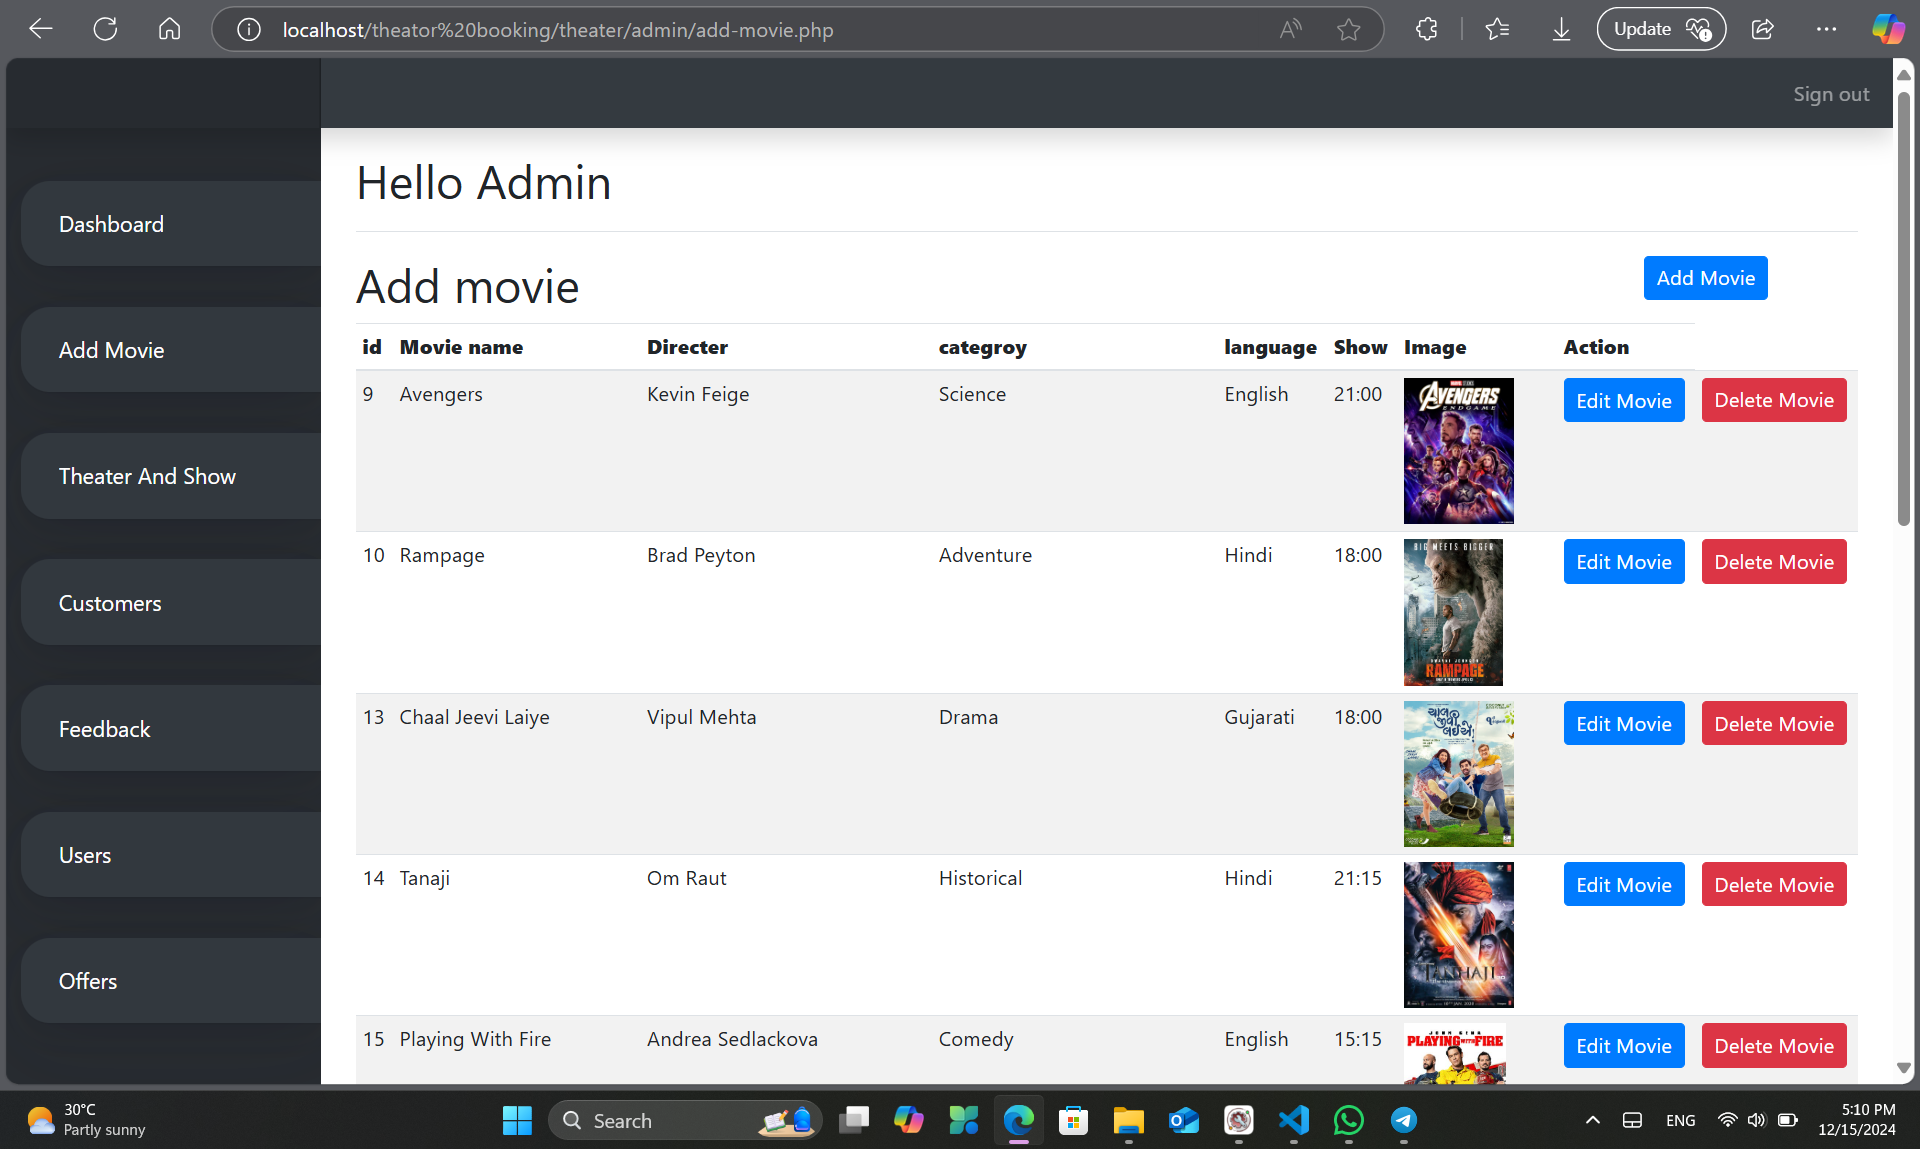 localhost/theator%20booking/theater/admin/add-movie.php
Update
Sign out
Dashboard
Add Movie
Theater And Show
Customers
Feedback
Users
Offers
Hello Admin
Add movie
Add Movie
id Movie name Directer categroy language Show Image Action
9 Avengers Kevin Feige Science English 21:00 Edit Movie Delete Movie
AVENGERS
ENDGAME
10 Rampage Brad Peyton Adventure Hindi 18:00 Edit Movie Delete Movie
BIG MEETS BIGGER
RAMPAGE
13 Chaal Jeevi Laiye Vipul Mehta Drama Gujarati 18:00 Edit Movie Delete Movie
ચાલ
જીવી
લઈએ!
14 Tanaji Om Raut Historical Hindi 21:15 Edit Movie Delete Movie
TANHAJI
15 Playing With Fire Andrea Sedlackova Comedy English 15:15 Edit Movie Delete Movie
JOHN CENA
PLAYING WITH FIRE
30°C
Partly sunny
Search
ENG
5:10 PM
12/15/2024